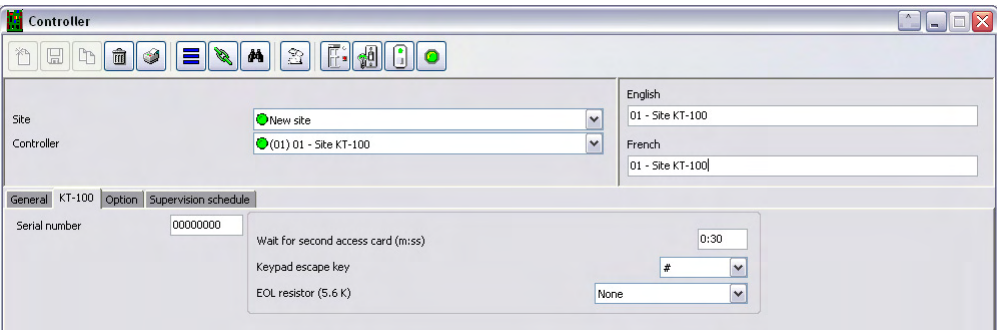 Controller
English
Site
New site
01 - Site KT-100
Controller
(01) 01 - Site KT-100
French
01 - Site KT-100
General KT-100 Option Supervision schedule
Serial number 00000000
Wait for second access card (m:ss) 0:30
Keypad escape key #
EOL resistor (5.6 K) None